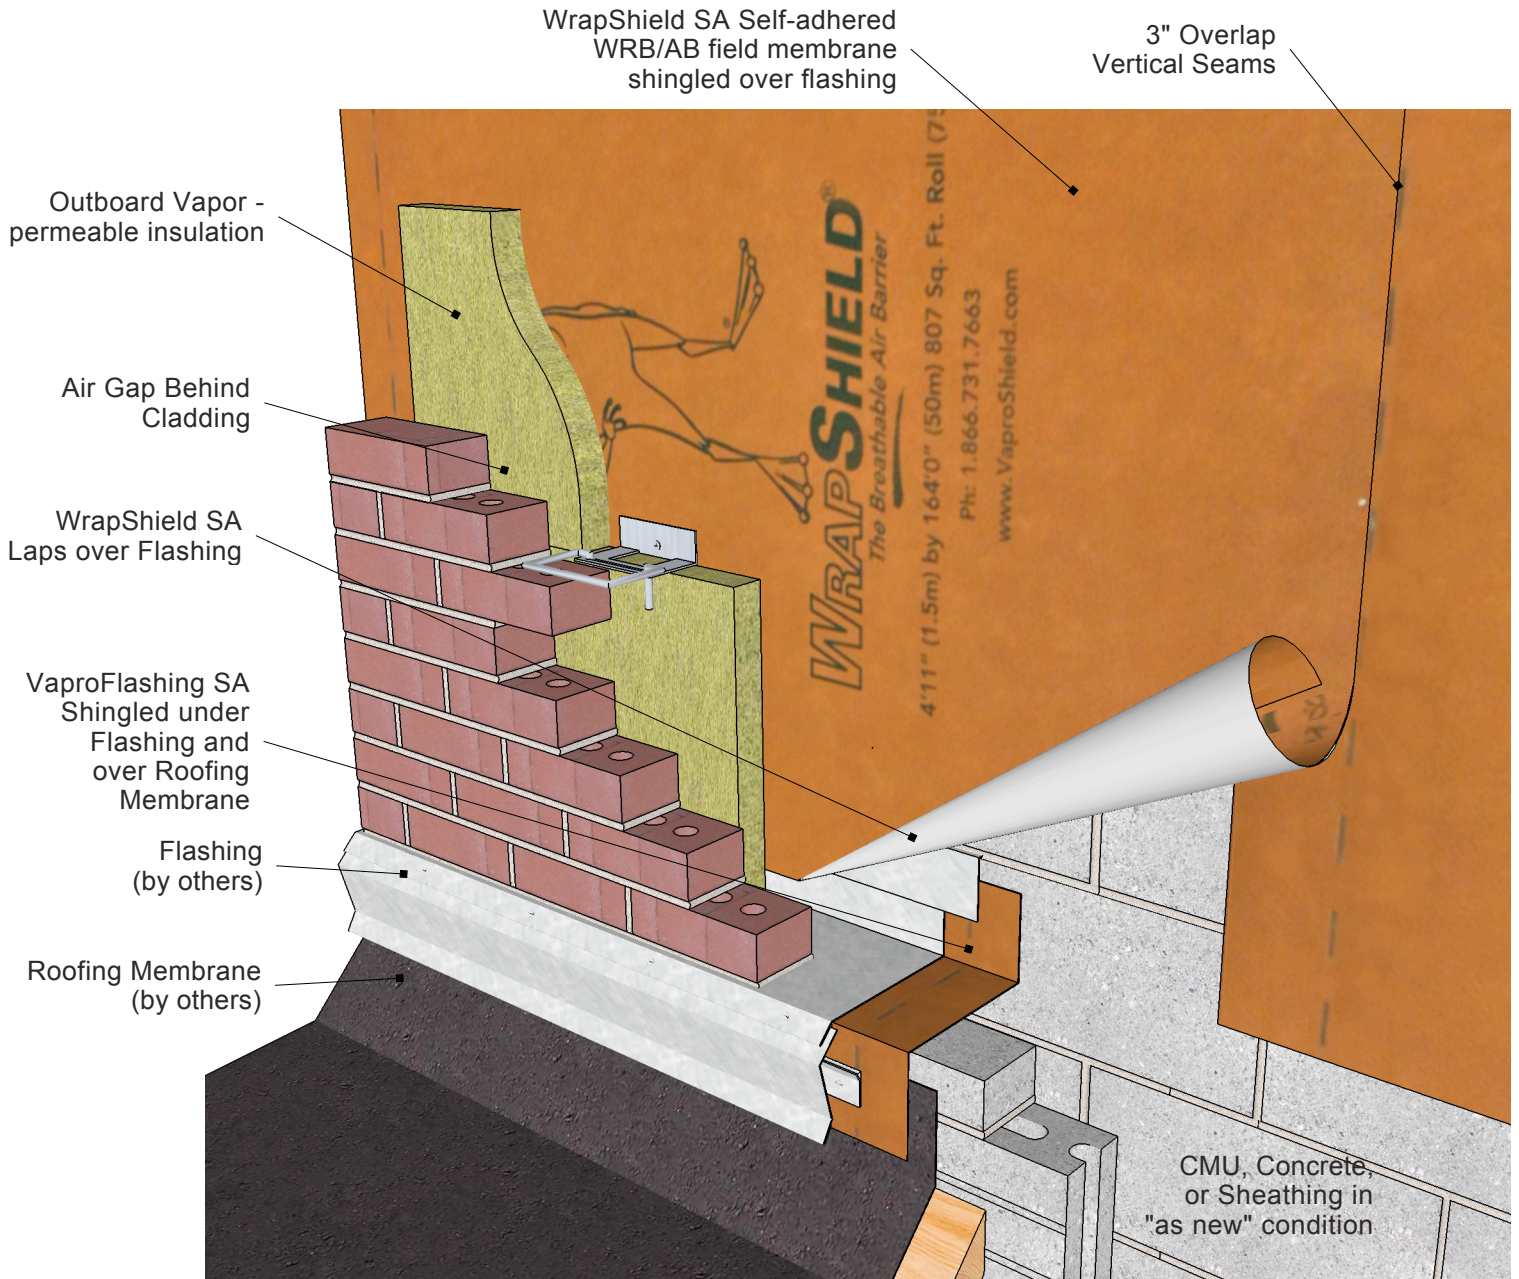 WrapShield SA Self-adhered
WRB/AB field membrane
shingled over flashing
3" Overlap
Vertical Seams
Outboard Vapor -
permeable insulation
Air Gap Behind
Cladding
WrapShield SA
Laps over Flashing
VaproFlashing SA
Shingled under
Flashing and
over Roofing
Membrane
Flashing
(by others)
Roofing Membrane
(by others)
WRAPSHIELD®
The Breathable Air Barrier
4'11" (1.5m) by 164'0" (50m) 807 Sq. Ft. Roll (75
Ph: 1.866.731.7663
www.VaproShield.com
CMU, Concrete,
or Sheathing in
"as new" condition